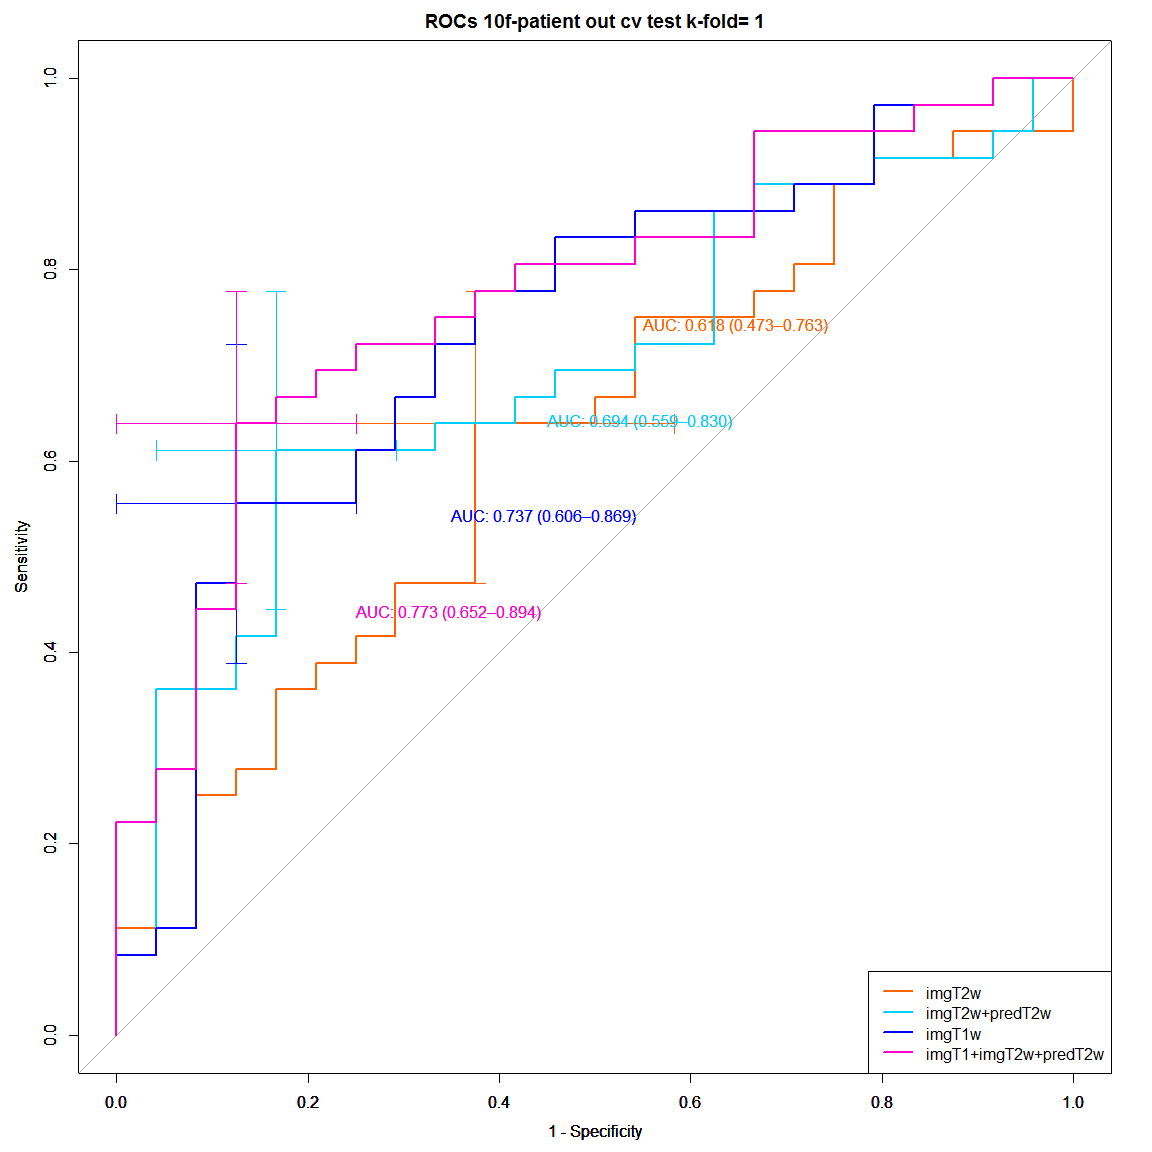 ROCs 10f-patient out cv test k-fold= 1
1.0
0.8
0.6
0.4
0.2
0.0
Sensitivity
AUC: 0.618 (0.473–0.763)
AUC: 0.694 (0.559–0.830)
AUC: 0.737 (0.606–0.869)
AUC: 0.773 (0.652–0.894)
imgT2w
imgT2w+predT2w
imgT1w
imgT1+imgT2w+predT2w
0.0 0.2 0.4 0.6 0.8 1.0
1 - Specificity